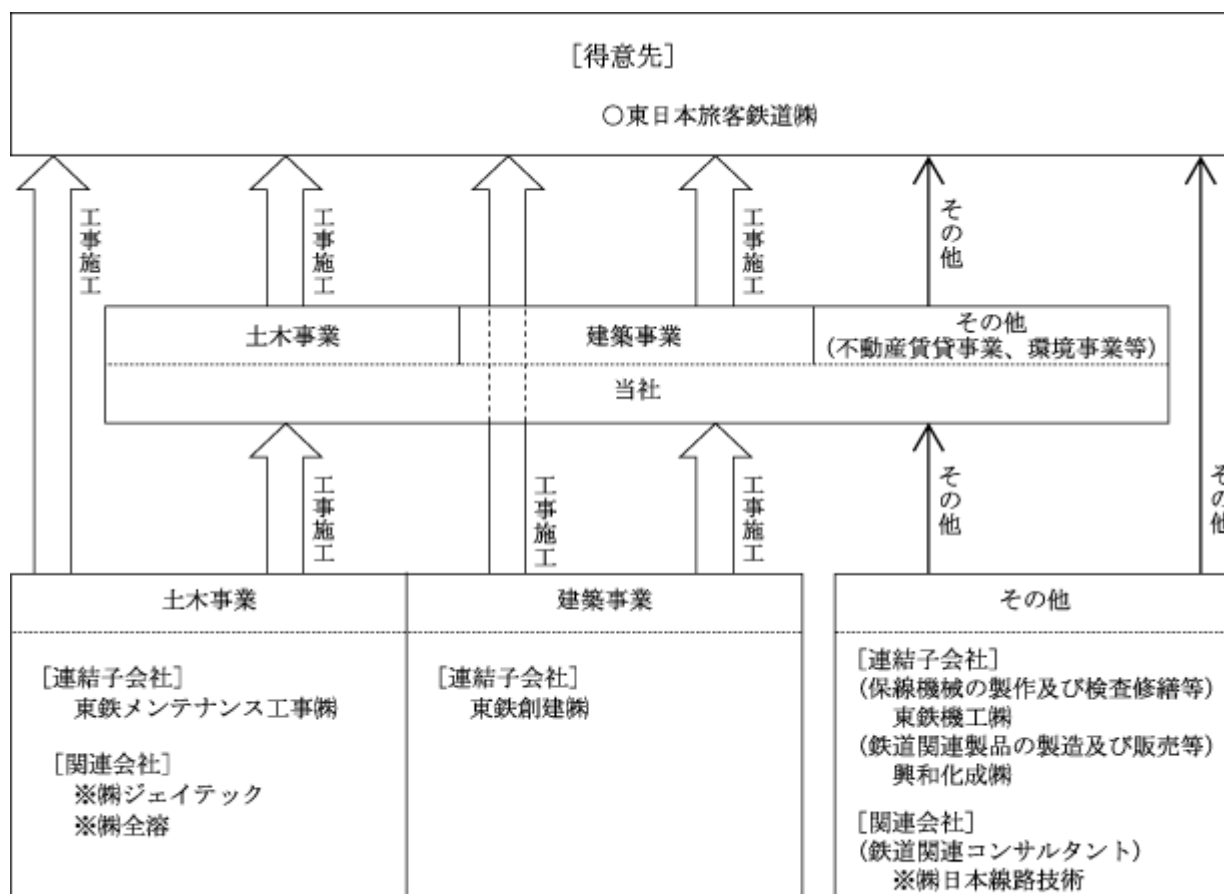 [得意先]
○東日本旅客鉄道㈱
工事施工
工事施工
工事施工
工事施工
その他
その他
土木事業
建築事業
その他
(不動産賃貸事業、環境事業等)
当社
工事施工
工事施工
その他
土木事業
建築事業
その他
[連結子会社]
東鉄メンテナンス工事㈱
[関連会社]
※㈱ジェイテック
※㈱全溶
[連結子会社]
東鉄創建㈱
[連結子会社]
(保線機械の製作及び検査修繕等)
東鉄機工㈱
(鉄道関連製品の製造及び販売等)
興和化成㈱
[関連会社]
(鉄道関連コンサルタント)
※㈱日本線路技術